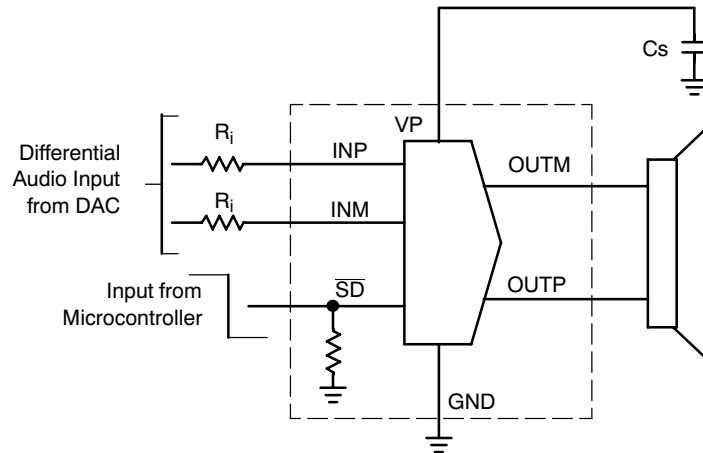 Cs
VP
Ri
INP
OUTM
Differential
Audio Input
from DAC
Ri
INM
SD
OUTP
Input from
Microcontroller
GND